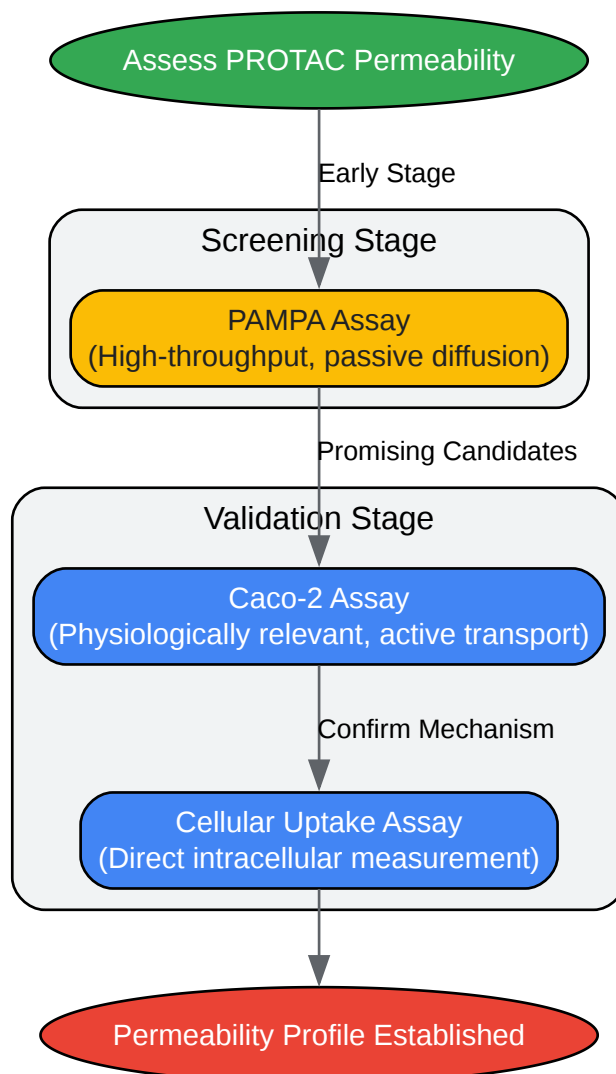 Assess PROTAC Permeability
Early Stage
Screening Stage
PAMPA Assay
(High-throughput, passive diffusion)
Promising Candidates
Validation Stage
Caco-2 Assay
(Physiologically relevant, active transport)
Confirm Mechanism
Cellular Uptake Assay
(Direct intracellular measurement)
Permeability Profile Established